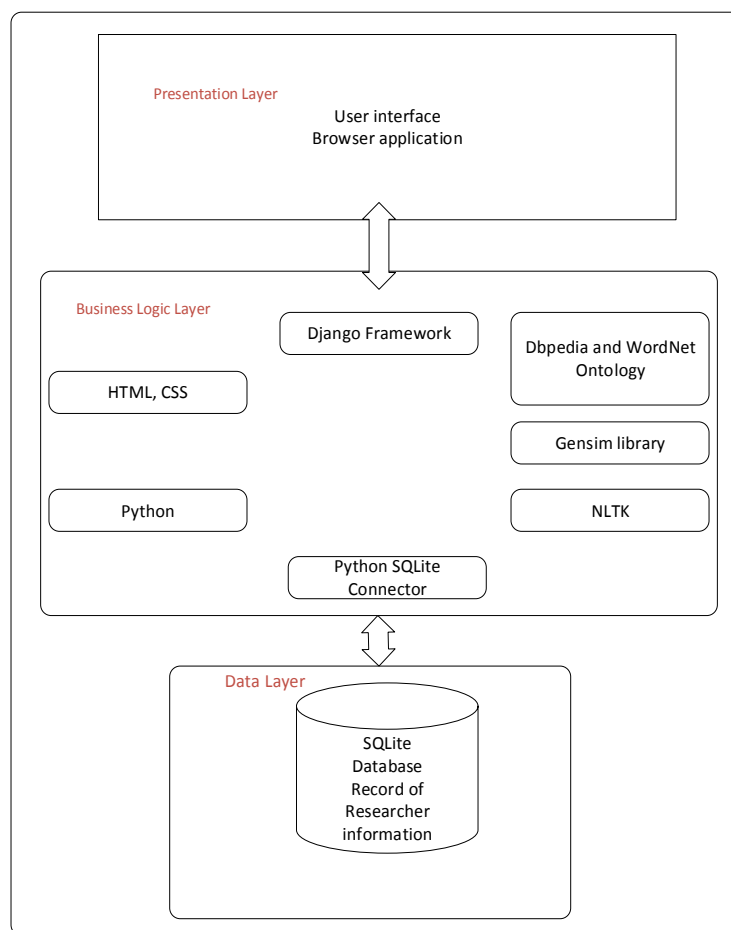 Presentation Layer
User interface
Browser application
Business Logic Layer
Django Framework
Dbpedia and WordNet
Ontology
HTML, CSS
Gensim library
Python
NLTK
Python SQLite
Connector
Data Layer
SQLite
Database
Record of
Researcher
information